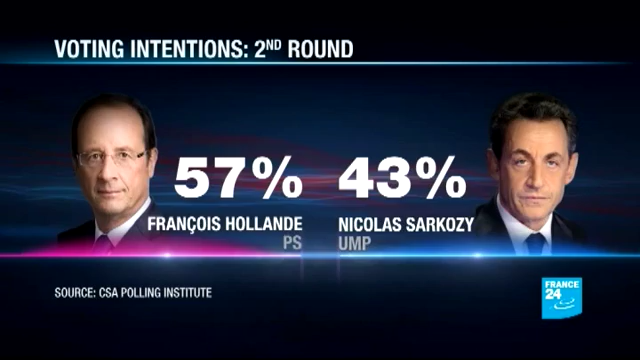 VOTING INTENTIONS: 2ND ROUND
57% 43%
FRANÇOIS HOLLANDE NICOLAS SARKOZY
PS UMP
SOURCE: CSA POLLING INSTITUTE
FRANCE
24